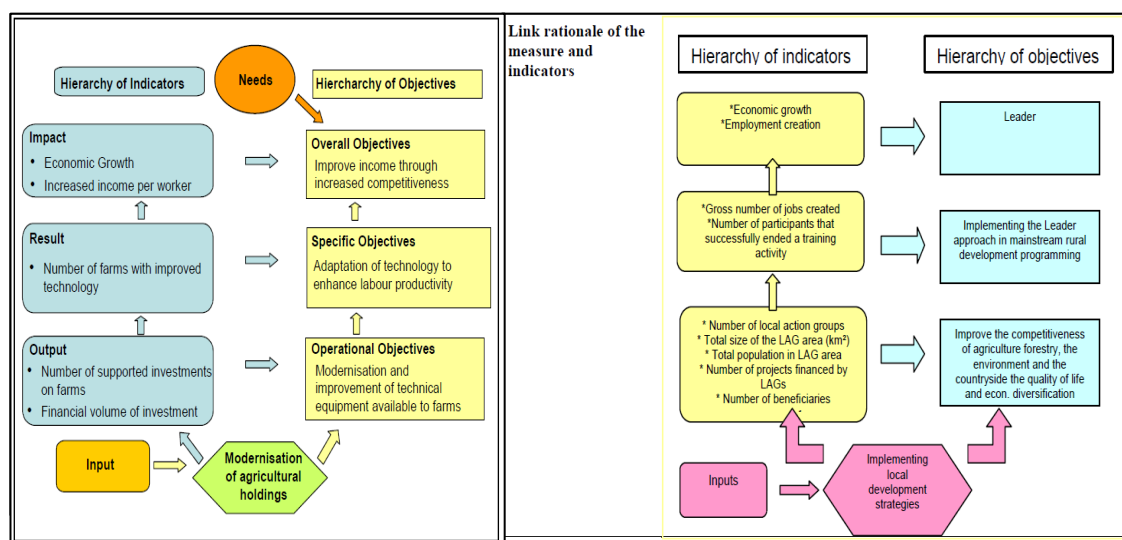 Needs
Hierarchy of Indicators
Hiercharchy of Objectives
Impact
• Economic Growth
• Increased income per worker
Overall Objectives
Improve income through
increased competitiveness
Result
• Number of farms with improved
technology
Specific Objectives
Adaptation of technology to
enhance labour productivity
Output
• Number of supported investments
on farms
• Financial volume of investment
Operational Objectives
Modernisation and
improvement of technical
equipment available to farms
Input
Modernisation
of agricultural
holdings
Link rationale of the
measure and
indicators
Hierarchy of indicators
Hierarchy of objectives
*Economic growth
*Employment creation
Leader
*Gross number of jobs created
*Number of participants that
successfully ended a training
activity
Implementing the Leader
approach in mainstream rural
development programming
* Number of local action groups
* Total size of the LAG area (km²)
* Total population in LAG area
* Number of projects financed by
LAGs
* Number of beneficiaries
Improve the competitiveness
of agriculture forestry, the
environment and the
countryside the quality of life
and econ. diversification
Inputs
Implementing
local
development
strategies